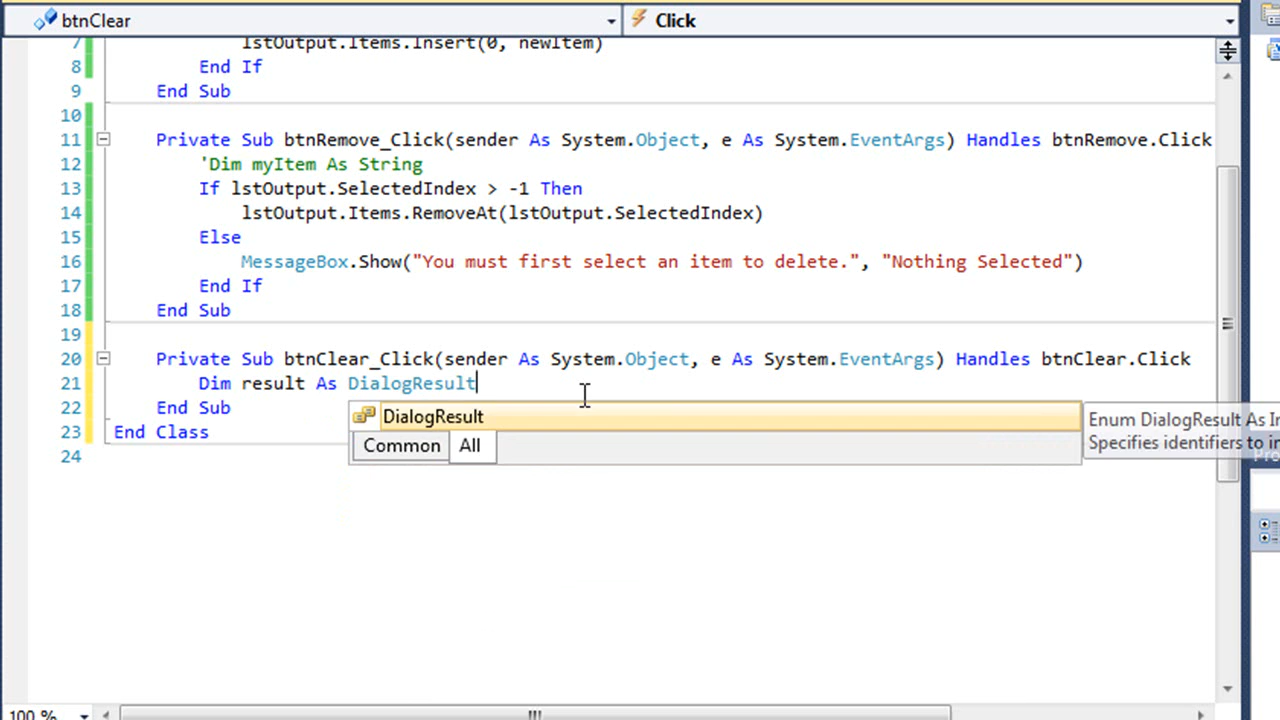 btnClear Click
7 lstOutput.Items.Insert(0, newItem)
8 End If
9 End Sub
10
11 Private Sub btnRemove_Click(sender As System.Object, e As System.EventArgs) Handles btnRemove.Click
12 'Dim myItem As String
13 If lstOutput.SelectedIndex > -1 Then
14 lstOutput.Items.RemoveAt(lstOutput.SelectedIndex)
15 Else
16 MessageBox.Show("You must first select an item to delete.", "Nothing Selected")
17 End If
18 End Sub
19
20 Private Sub btnClear_Click(sender As System.Object, e As System.EventArgs) Handles btnClear.Click
21 Dim result As DialogResult
22 End Sub
DialogResult
Enum DialogResult As In
23 End Class
Common All
Specifies identifiers to in
24
100 %